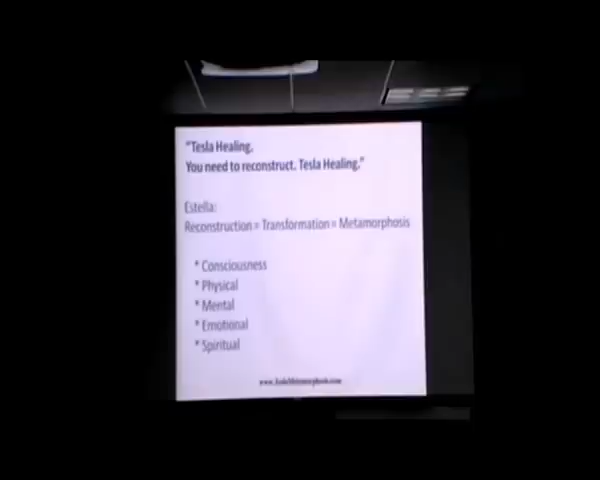 "Tesla Healing.
You need to reconstruct. Tesla Healing."
Estella:
Reconstruction = Transformation = Metamorphosis
* Consciousness
* Physical
* Mental
* Emotional
* Spiritual